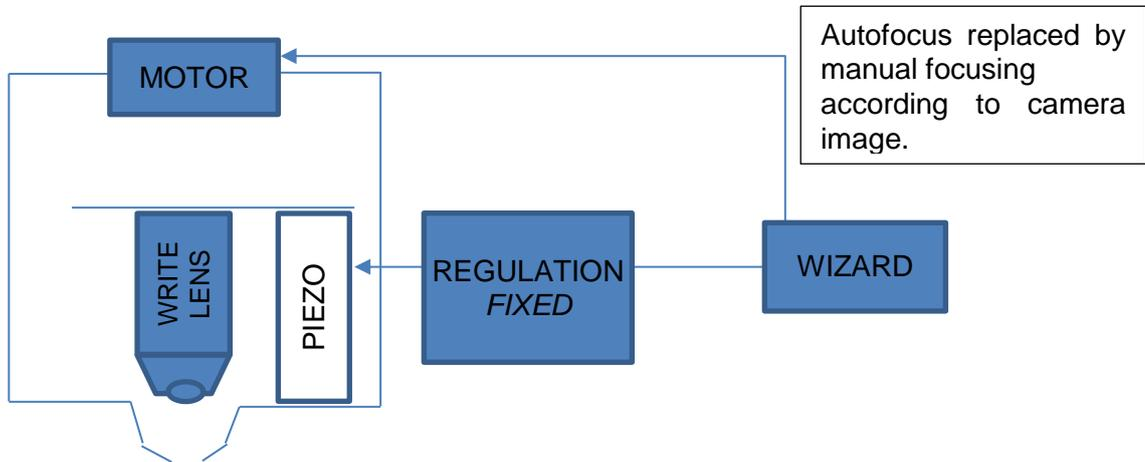 MOTOR
Autofocus replaced by
manual focusing
according to camera
image.
WRITE
LENS
PIEZO
REGULATION
FIXED
WIZARD